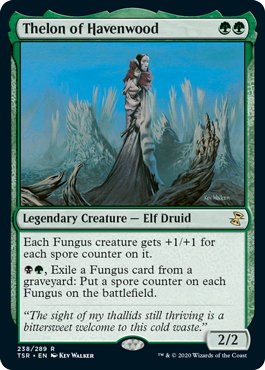 Thelon of Havenwood
Key Walker
Legendary Creature — Elf Druid
Each Fungus creature gets +1/+1 for
each spore counter on it.
, Exile a Fungus card from a
graveyard: Put a spore counter on each
Fungus on the battlefield.
"The sight of my thallids still thriving is a
bittersweet welcome to this cold waste."
2/2
238/289 R
TSR • EN Key Walker
™ & © 2020 Wizards of the Coast